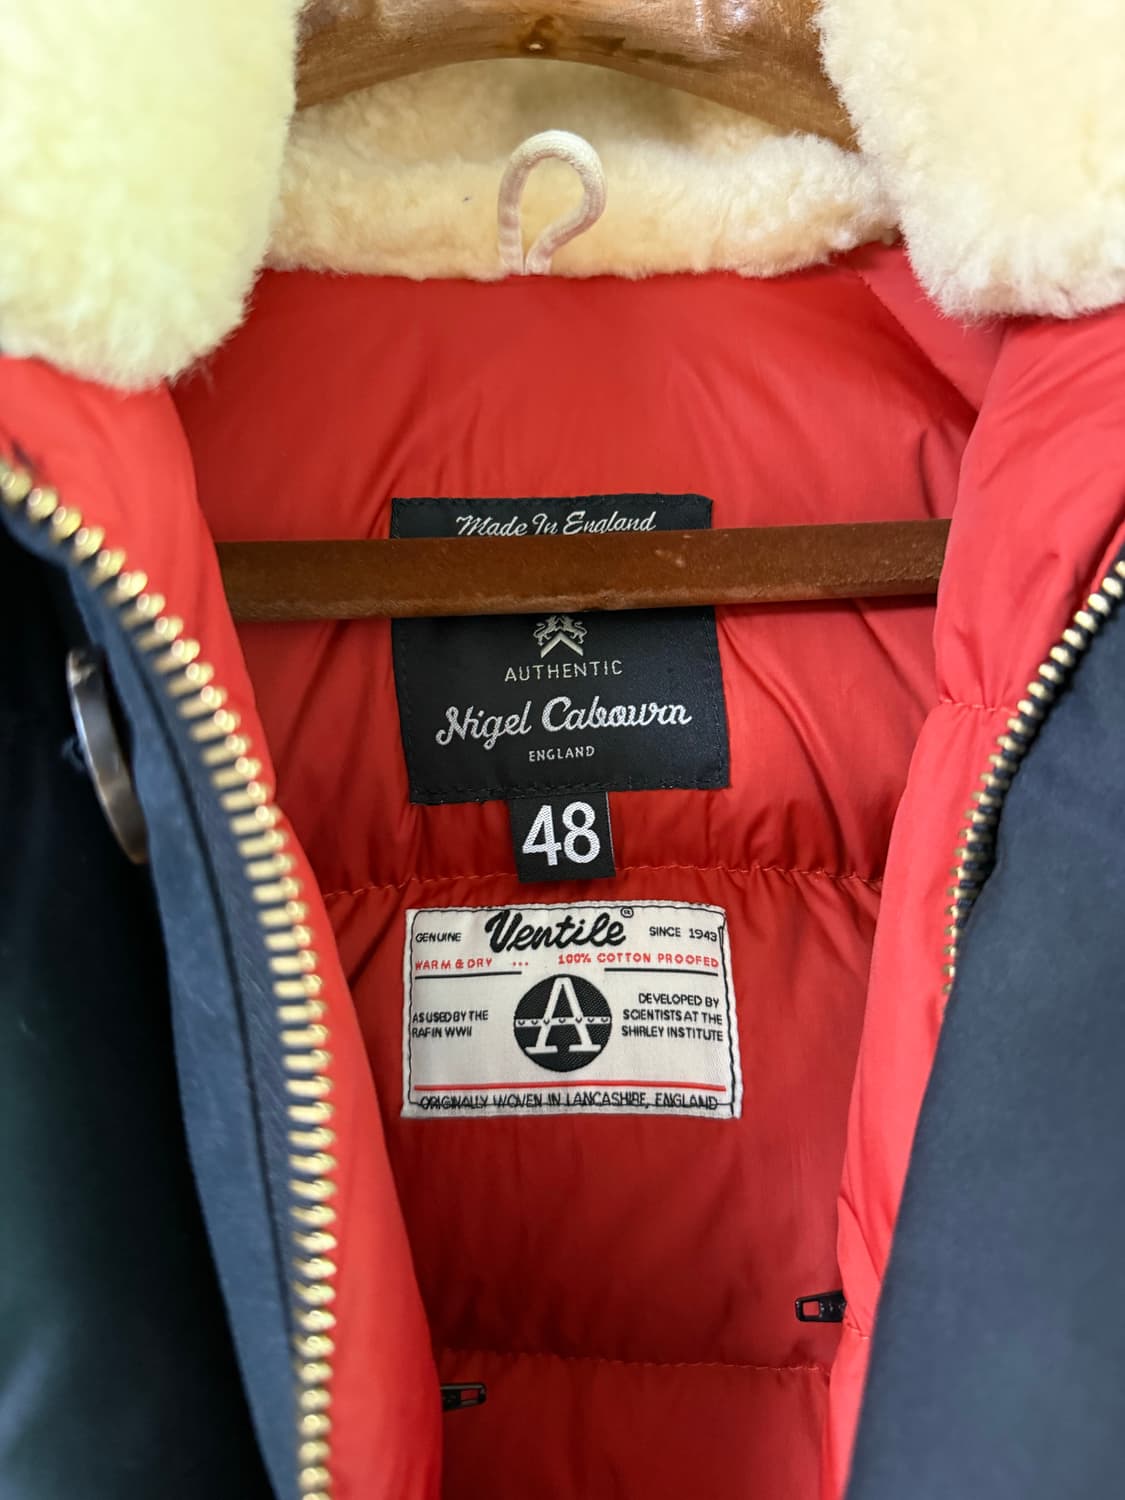 Made In England
AUTHENTIC
Nigel Cabourn
ENGLAND
48
GENUINE Ventile® SINCE 1943
WARM & DRY ... 100% COTTON PROOFED
AS USED BY THE
RAF IN WWII
A
DEVELOPED BY
SCIENTISTS AT THE
SHIRLEY INSTITUTE
ORIGINALLY WOVEN IN LANCASHIRE, ENGLAND